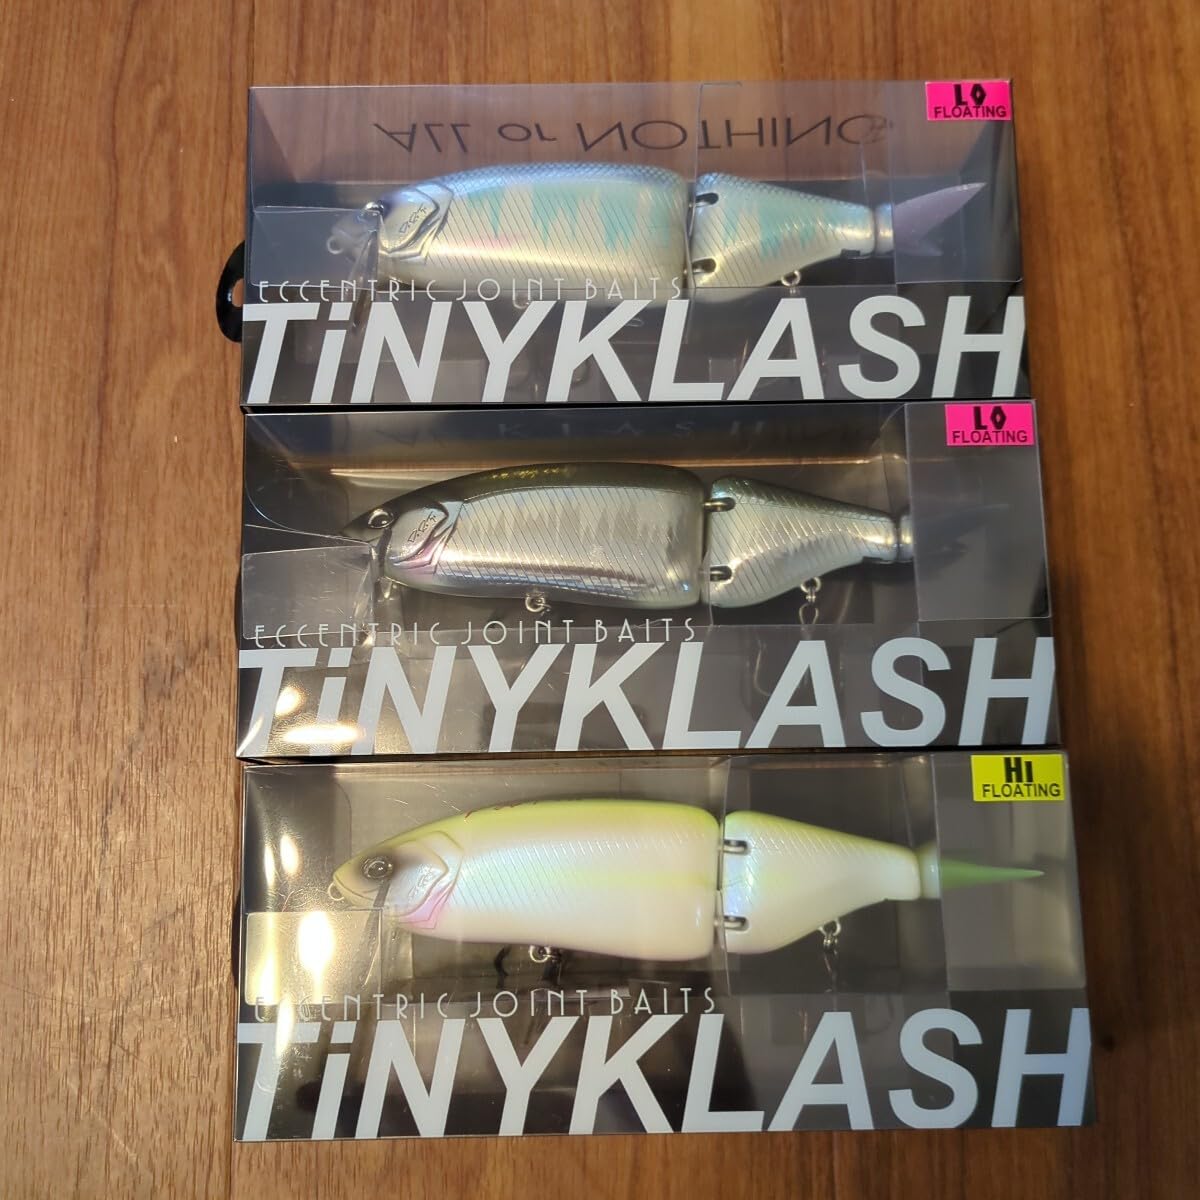 LO
FLOATING
ALL or NOTHING
ECCENTRIC JOINT BAITS
TiNYKLASH
LO
FLOATING
ECCENTRIC JOINT BAITS
TiNYKLASH
Hi
FLOATING
ECCENTRIC JOINT BAITS
TiNYKLASH